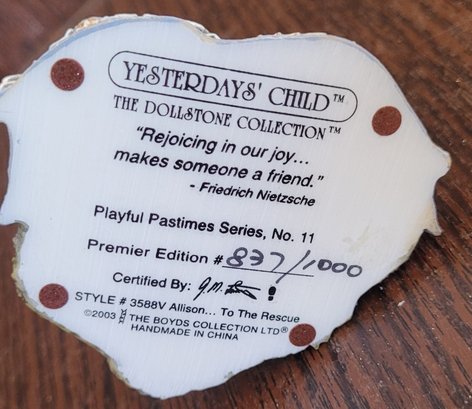 YESTERDAYS' CHILD™
THE DOLLSTONE COLLECTION™
"Rejoicing in our joy...
makes someone a friend."
- Friedrich Nietzsche
Playful Pastimes Series, No. 11
Premier Edition # 837/1000
Certified By:
STYLE # 3588V Allison... To The Rescue
©2003 THE BOYDS COLLECTION LTD®
HANDMADE IN CHINA